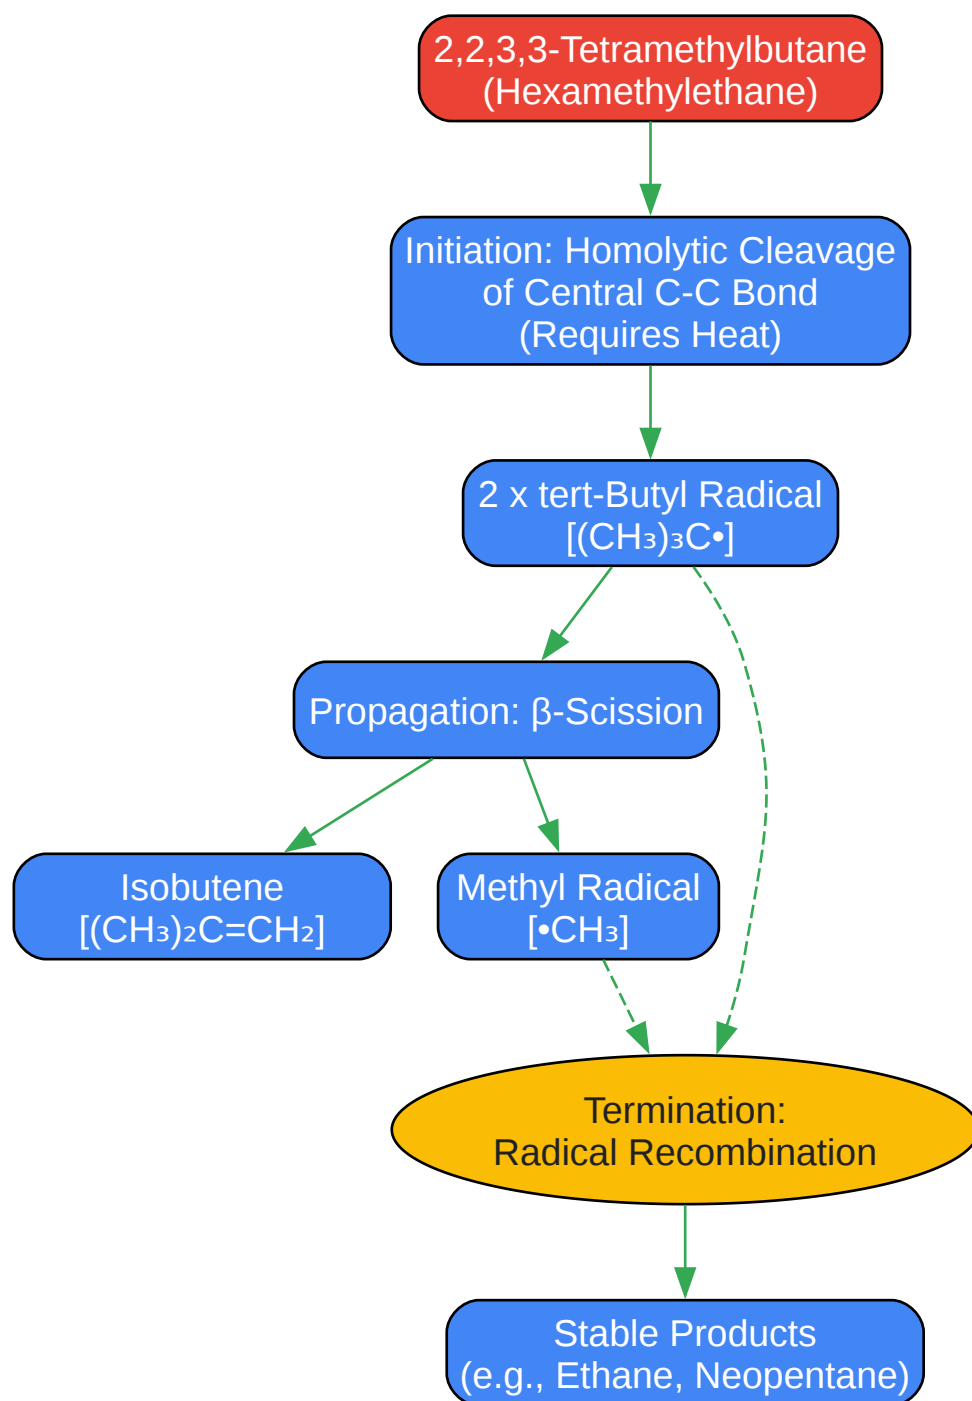 2,2,3,3-Tetramethylbutane
(Hexamethylethane)
Initiation: Homolytic Cleavage
of Central C-C Bond
(Requires Heat)
2 x tert-Butyl Radical
[(CH₃)₃C•]
Propagation: β-Scission
Isobutene
[(CH₃)₂C=CH₂]
Methyl Radical
[•CH₃]
Termination:
Radical Recombination
Stable Products
(e.g., Ethane, Neopentane)